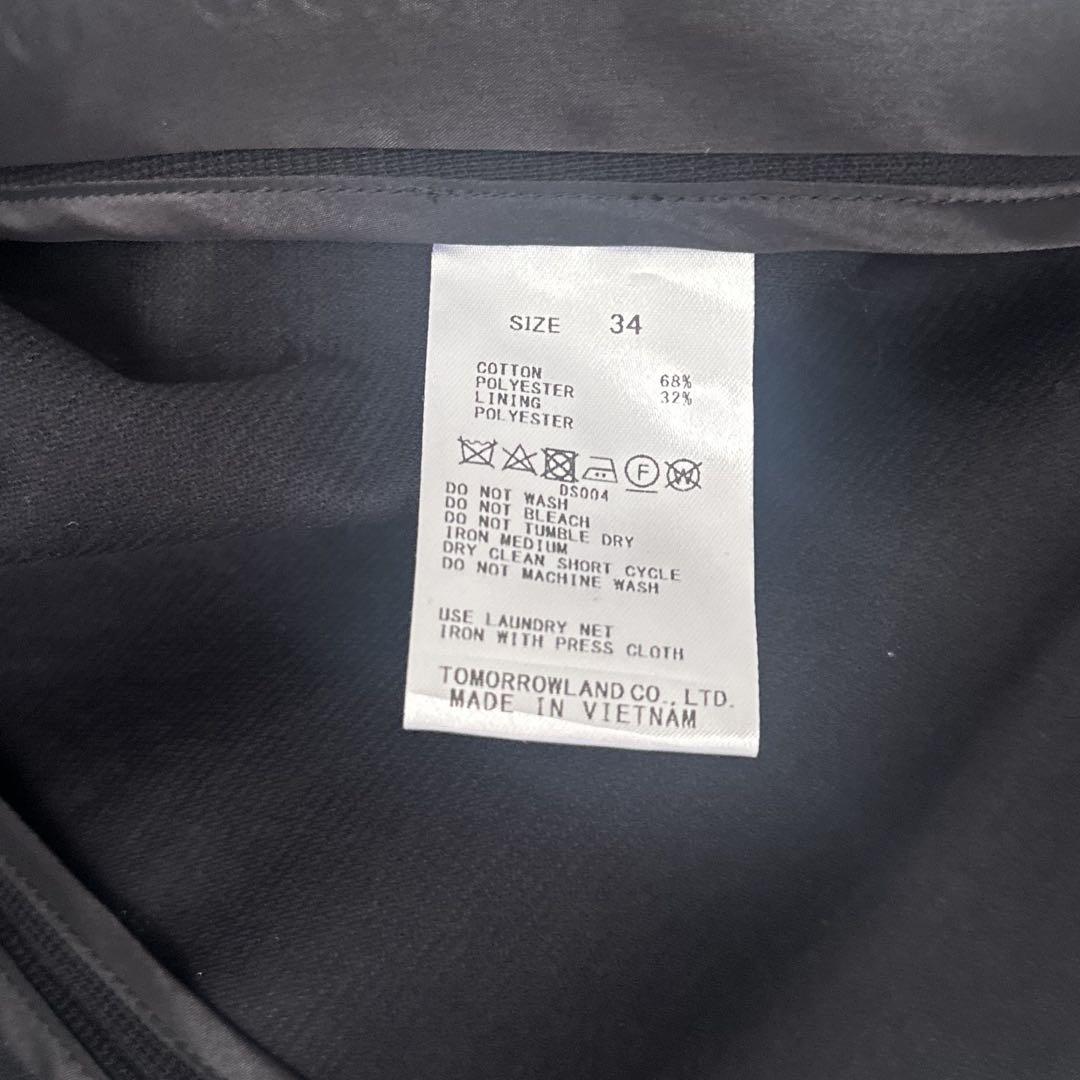 SIZE 34
COTTON 68%
POLYESTER 32%
LINING
POLYESTER
F W
DS004
DO NOT WASH
DO NOT BLEACH
DO NOT TUMBLE DRY
IRON MEDIUM
DRY CLEAN SHORT CYCLE
DO NOT MACHINE WASH
USE LAUNDRY NET
IRON WITH PRESS CLOTH
TOMORROWLAND CO., LTD.
MADE IN VIETNAM